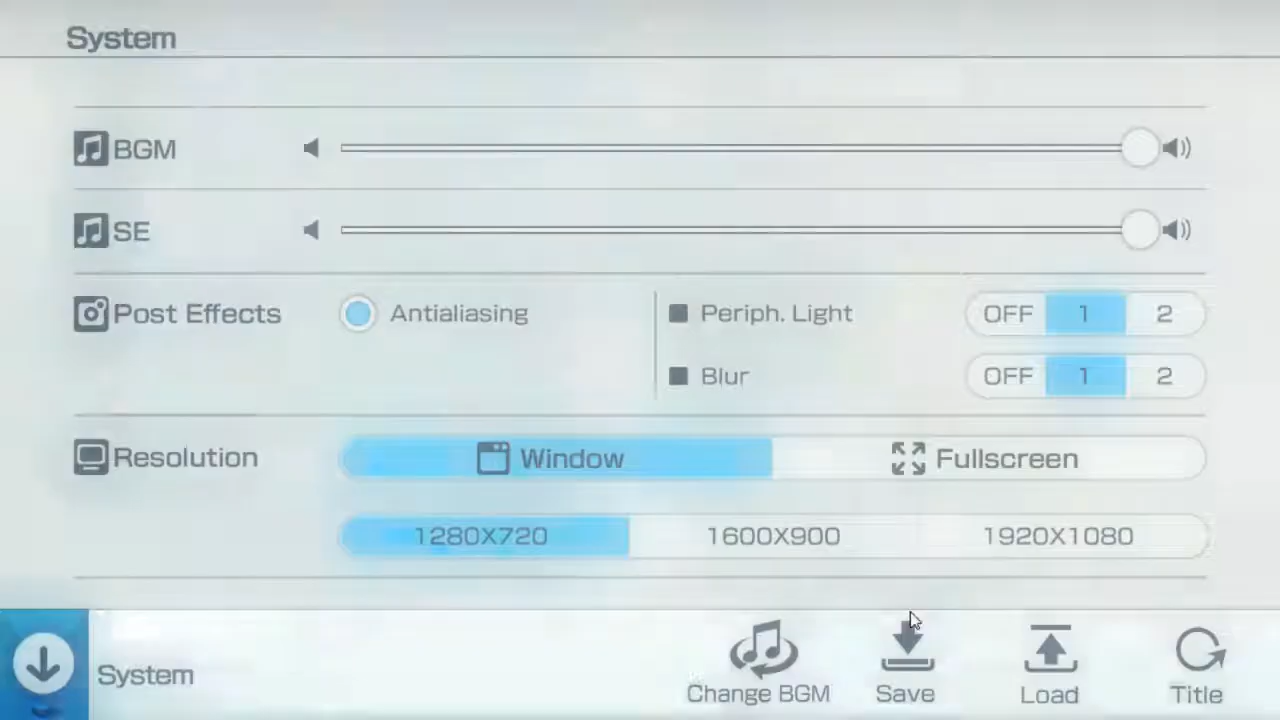 System
BGM
SE
Post Effects Antialiasing Periph. Light OFF 1 2
Blur OFF 1 2
Resolution Window Fullscreen
1280X720 1600X900 1920X1080
System Change BGM Save Load Title